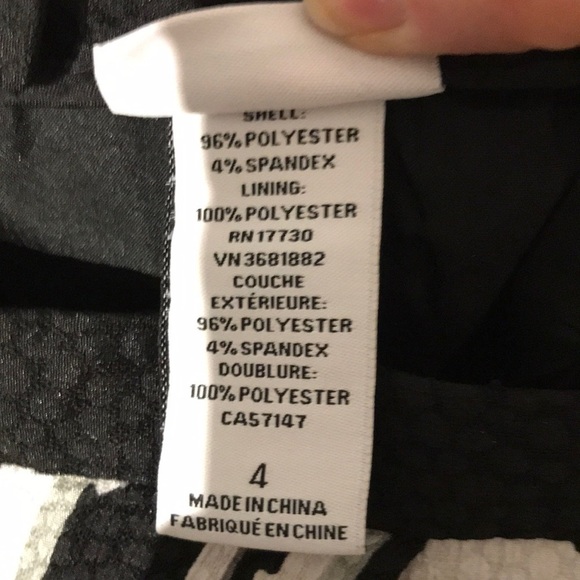 SHELL:
96% POLYESTER
4% SPANDEX
LINING:
100% POLYESTER
RN 17730
VN 3681882
COUCHE
EXTÉRIEURE:
96% POLYESTER
4% SPANDEX
DOUBLURE:
100% POLYESTER
CA57147
4
MADE IN CHINA
FABRIQUÉ EN CHINE